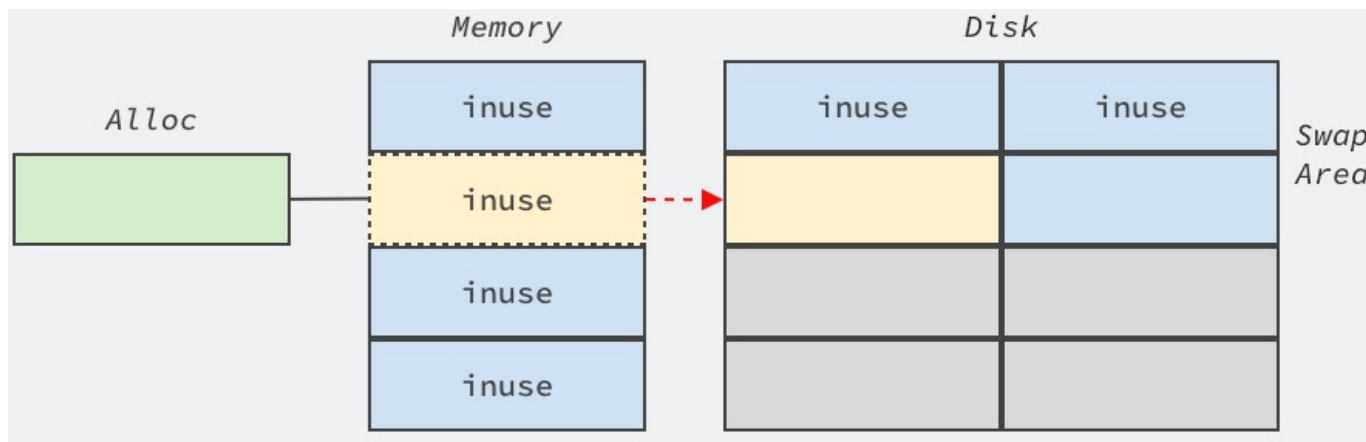 Memory
Disk
Alloc
inuse
inuse
inuse
inuse
inuse
inuse
Swap
Area